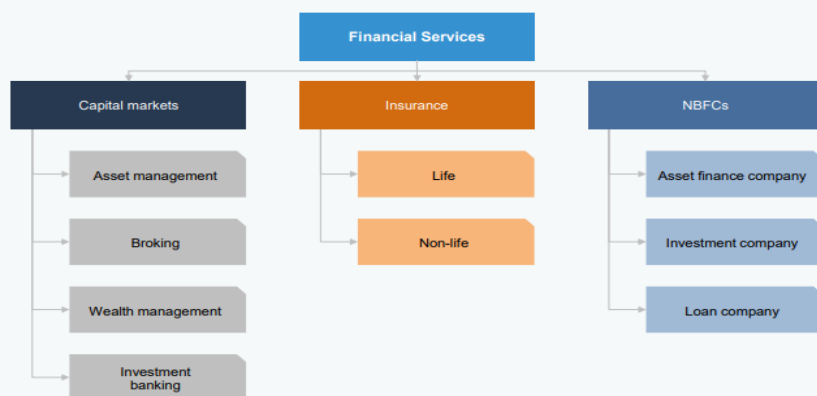 Financial Services
Capital markets
Insurance
NBFCs
Asset management
Life
Asset finance company
Broking
Non-life
Investment company
Wealth management
Loan company
Investment
banking